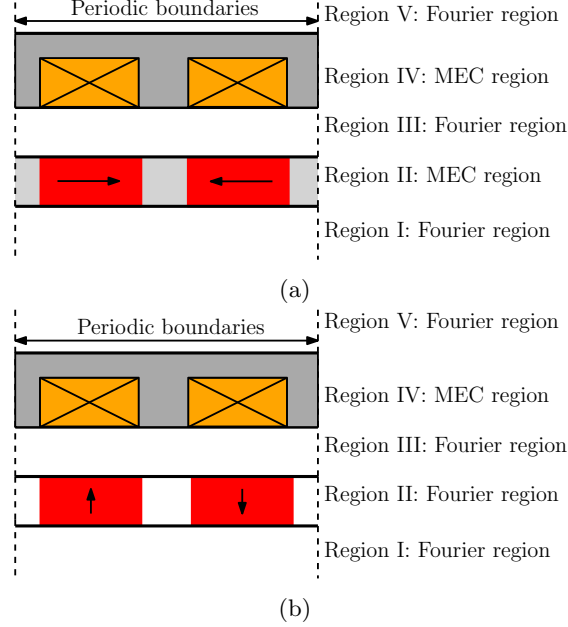 Periodic boundaries
Region V: Fourier region
Region IV: MEC region
Region III: Fourier region
Region II: MEC region
Region I: Fourier region
(a)
Periodic boundaries
Region V: Fourier region
Region IV: MEC region
Region III: Fourier region
Region II: Fourier region
Region I: Fourier region
(b)